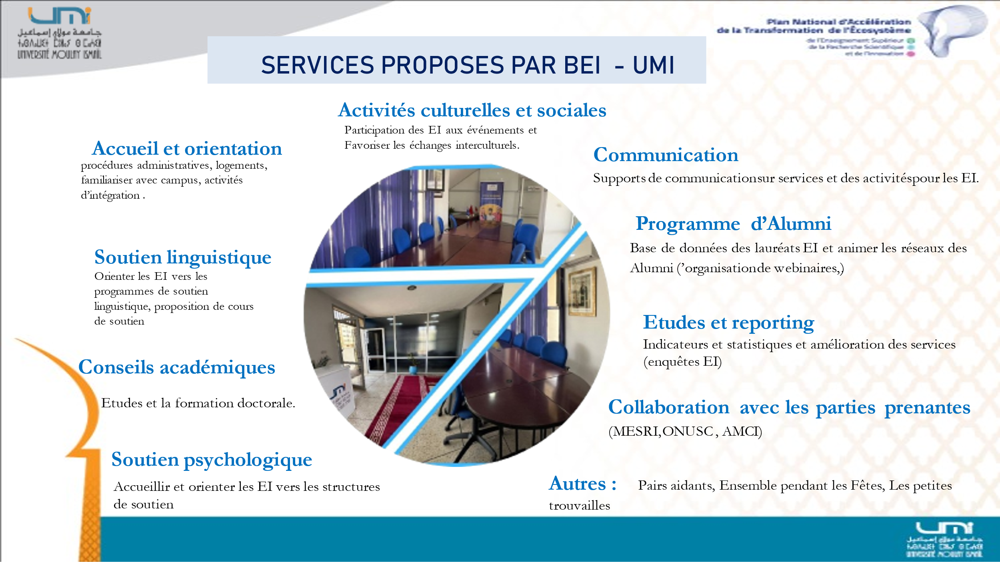 umi
جامعة مولاي إسماعيل
UNIVERSITÉ MOULAY ISMAÏL
Plan National d'Accélération
de la Transformation de l'Écosystème
de l'Enseignement Supérieur
de la Recherche Scientifique
et de l'Innovation
SERVICES PROPOSES PAR BEI - UMI
Activités culturelles et sociales
Participation des EI aux événements et
Favoriser les échanges interculturels.
Accueil et orientation
procédures administratives, logements,
familiariser avec campus, activités
d’intégration .
Soutien linguistique
Orienter les EI vers les
programmes de soutien
linguistique, proposition de cours
de soutien
Conseils académiques
Etudes et la formation doctorale.
Soutien psychologique
Accueillir et orienter les EI vers les structures
de soutien
Communication
Supports de communicationsur services et des activitéspour les EI.
Programme d’Alumni
Base de données des lauréats EI et animer les réseaux des
Alumni (’organisationde webinaires,)
Etudes et reporting
Indicateurs et statistiques et amélioration des services
(enquêtes EI)
Collaboration avec les parties prenantes
(MESRI,ONUSC , AMCI)
Autres : Pairs aidants, Ensemble pendant les Fêtes, Les petites
trouvailles
umi
جامعة مولاي إسماعيل
UNIVERSITÉ MOULAY ISMAÏL